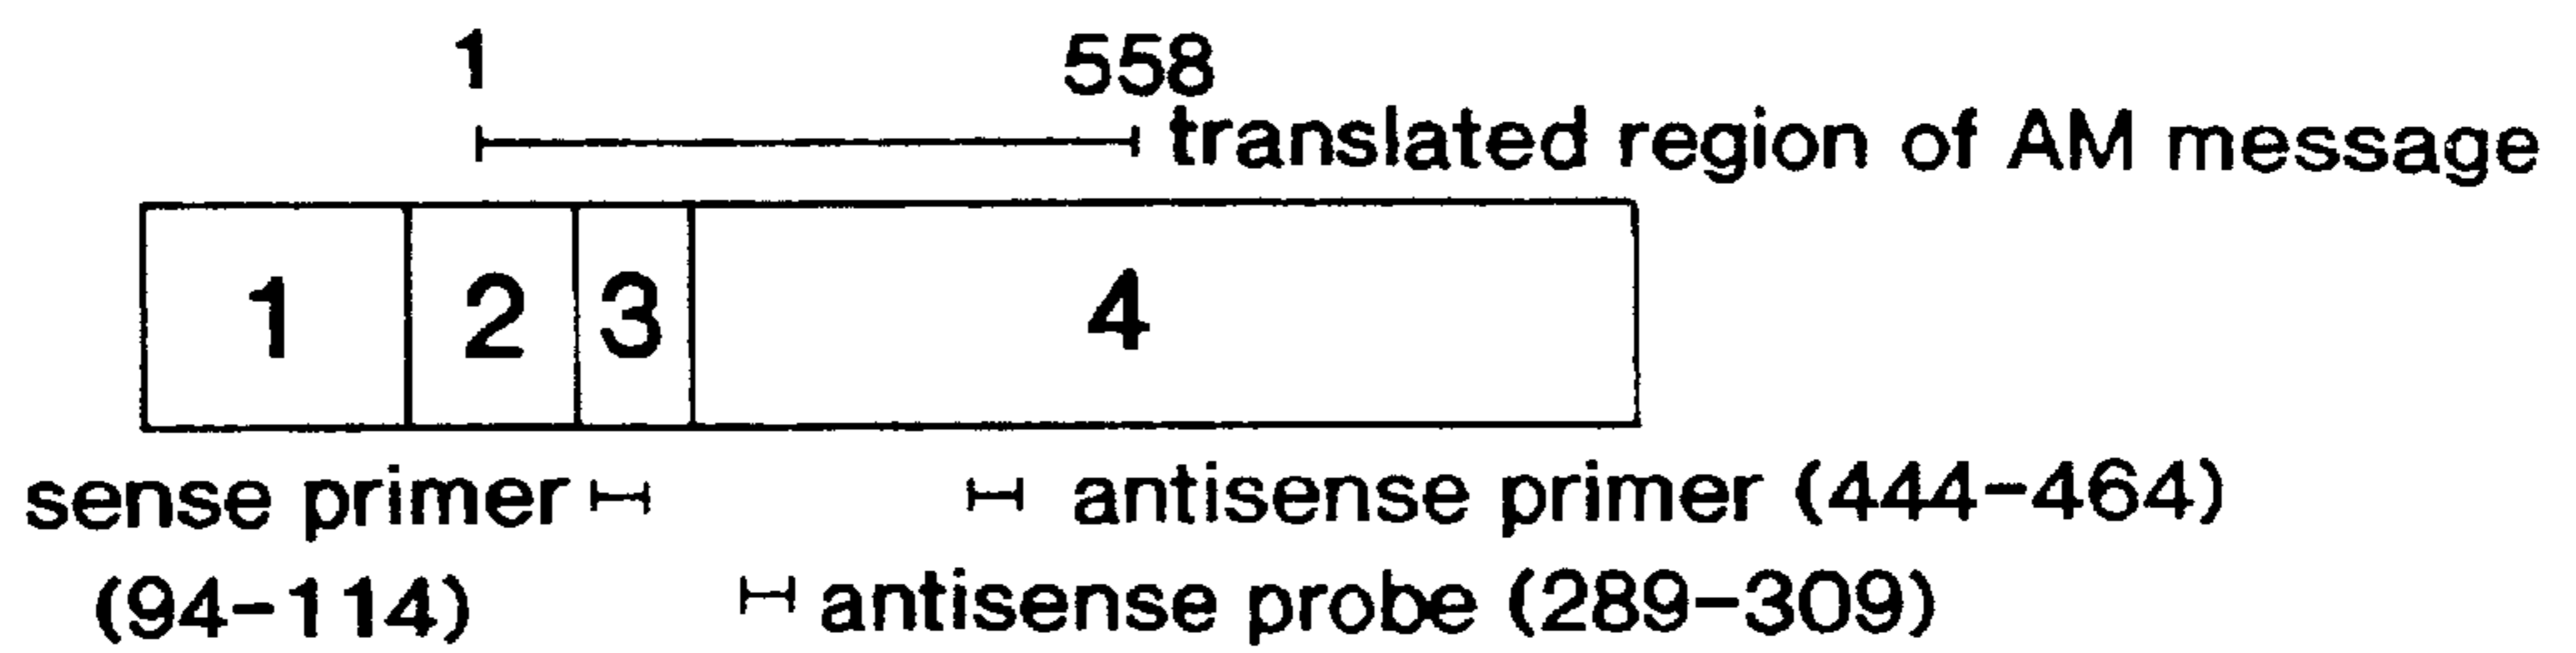 1 558
translated region of AM message
1 2 3 4
sense primer antisense primer (444-464)
(94-114) antisense probe (289-309)